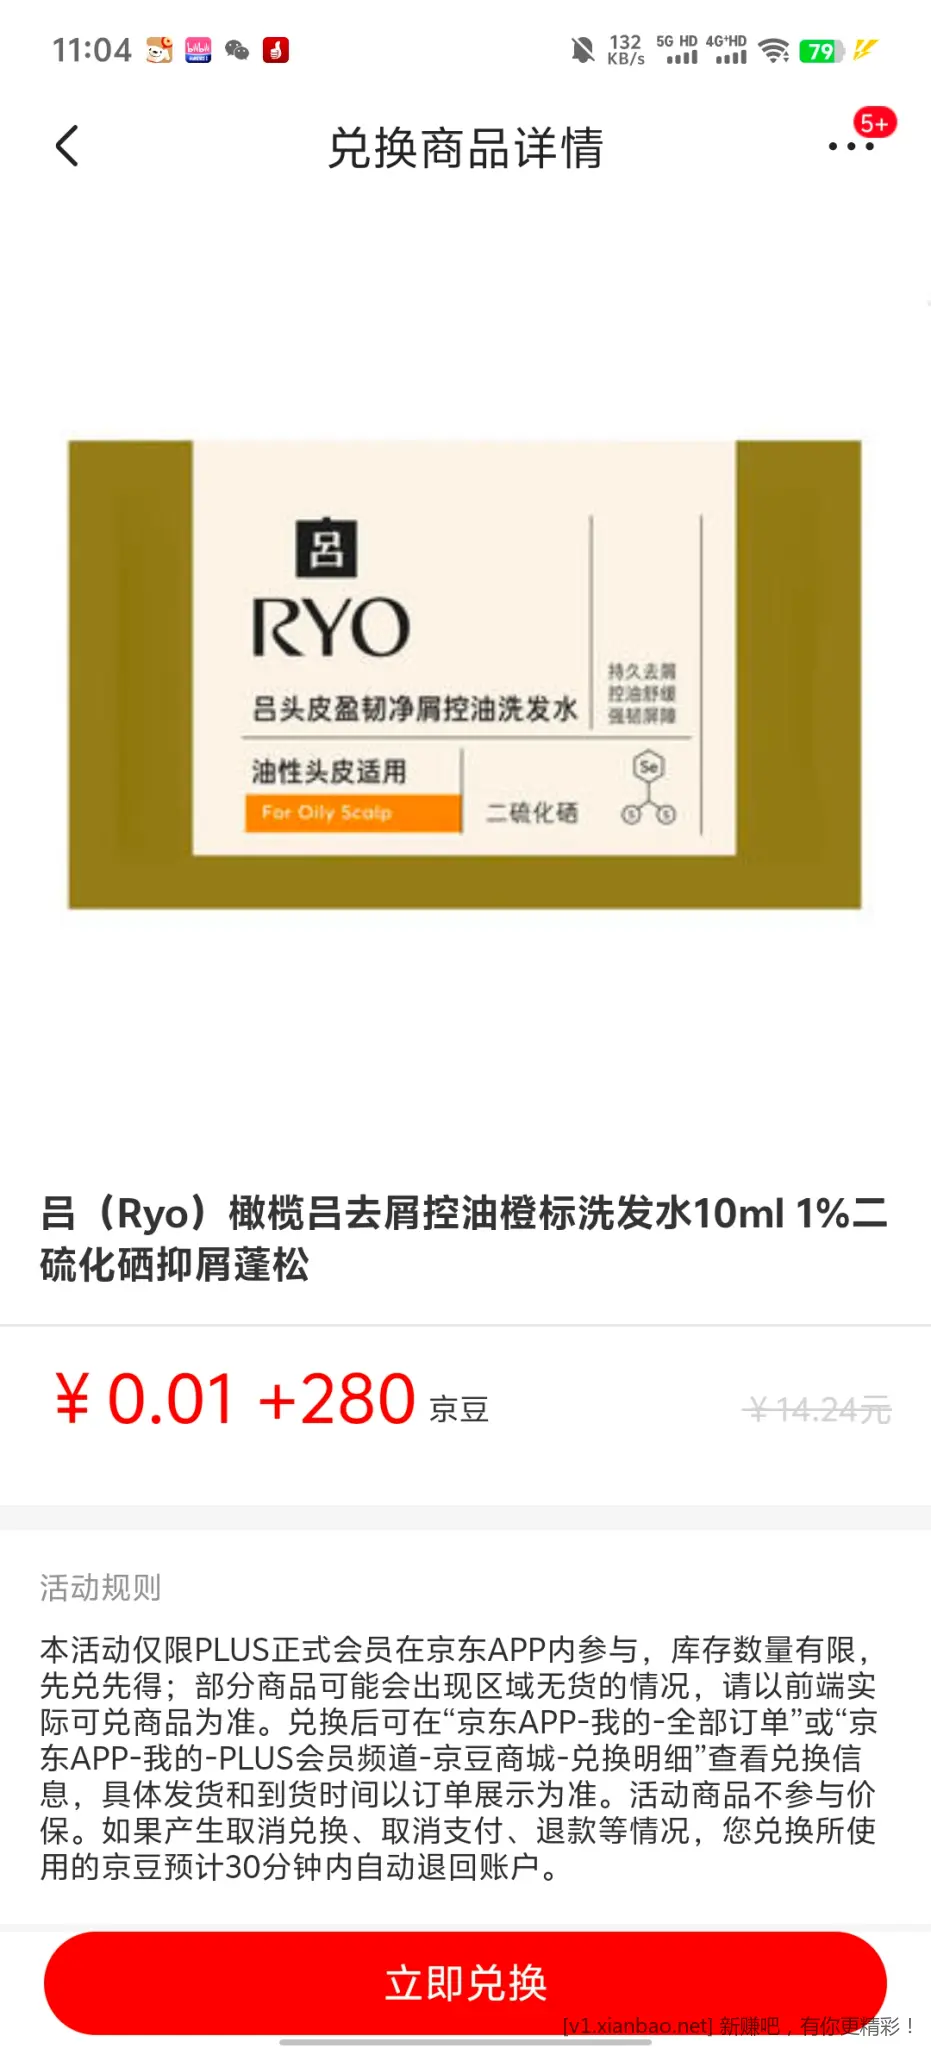 11:04
132 KB/s 5G HD 4G+HD 79
兑换商品详情
5+
呂
RYO
吕头皮盈韧净屑控油洗发水
持久去屑
控油舒缓
强韧屏障
油性头皮适用
For Oily Scalp
二硫化硒
Se
S S
吕（Ryo）橄榄吕去屑控油橙标洗发水10ml 1%二
硫化硒抑屑蓬松
¥ 0.01 +280 京豆
¥14.24元
活动规则
本活动仅限PLUS正式会员在京东APP内参与，库存数量有限，
先兑先得；部分商品可能会出现区域无货的情况，请以前端实
际可兑商品为准。兑换后可在“京东APP-我的-全部订单”或“京
东APP-我的-PLUS会员频道-京豆商城-兑换明细”查看兑换信
息，具体发货和到货时间以订单展示为准。活动商品不参与价
保。如果产生取消兑换、取消支付、退款等情况，您兑换所使
用的京豆预计30分钟内自动退回账户。
立即兑换
[v1.xianbao.net] 新赚吧，有你更精彩！